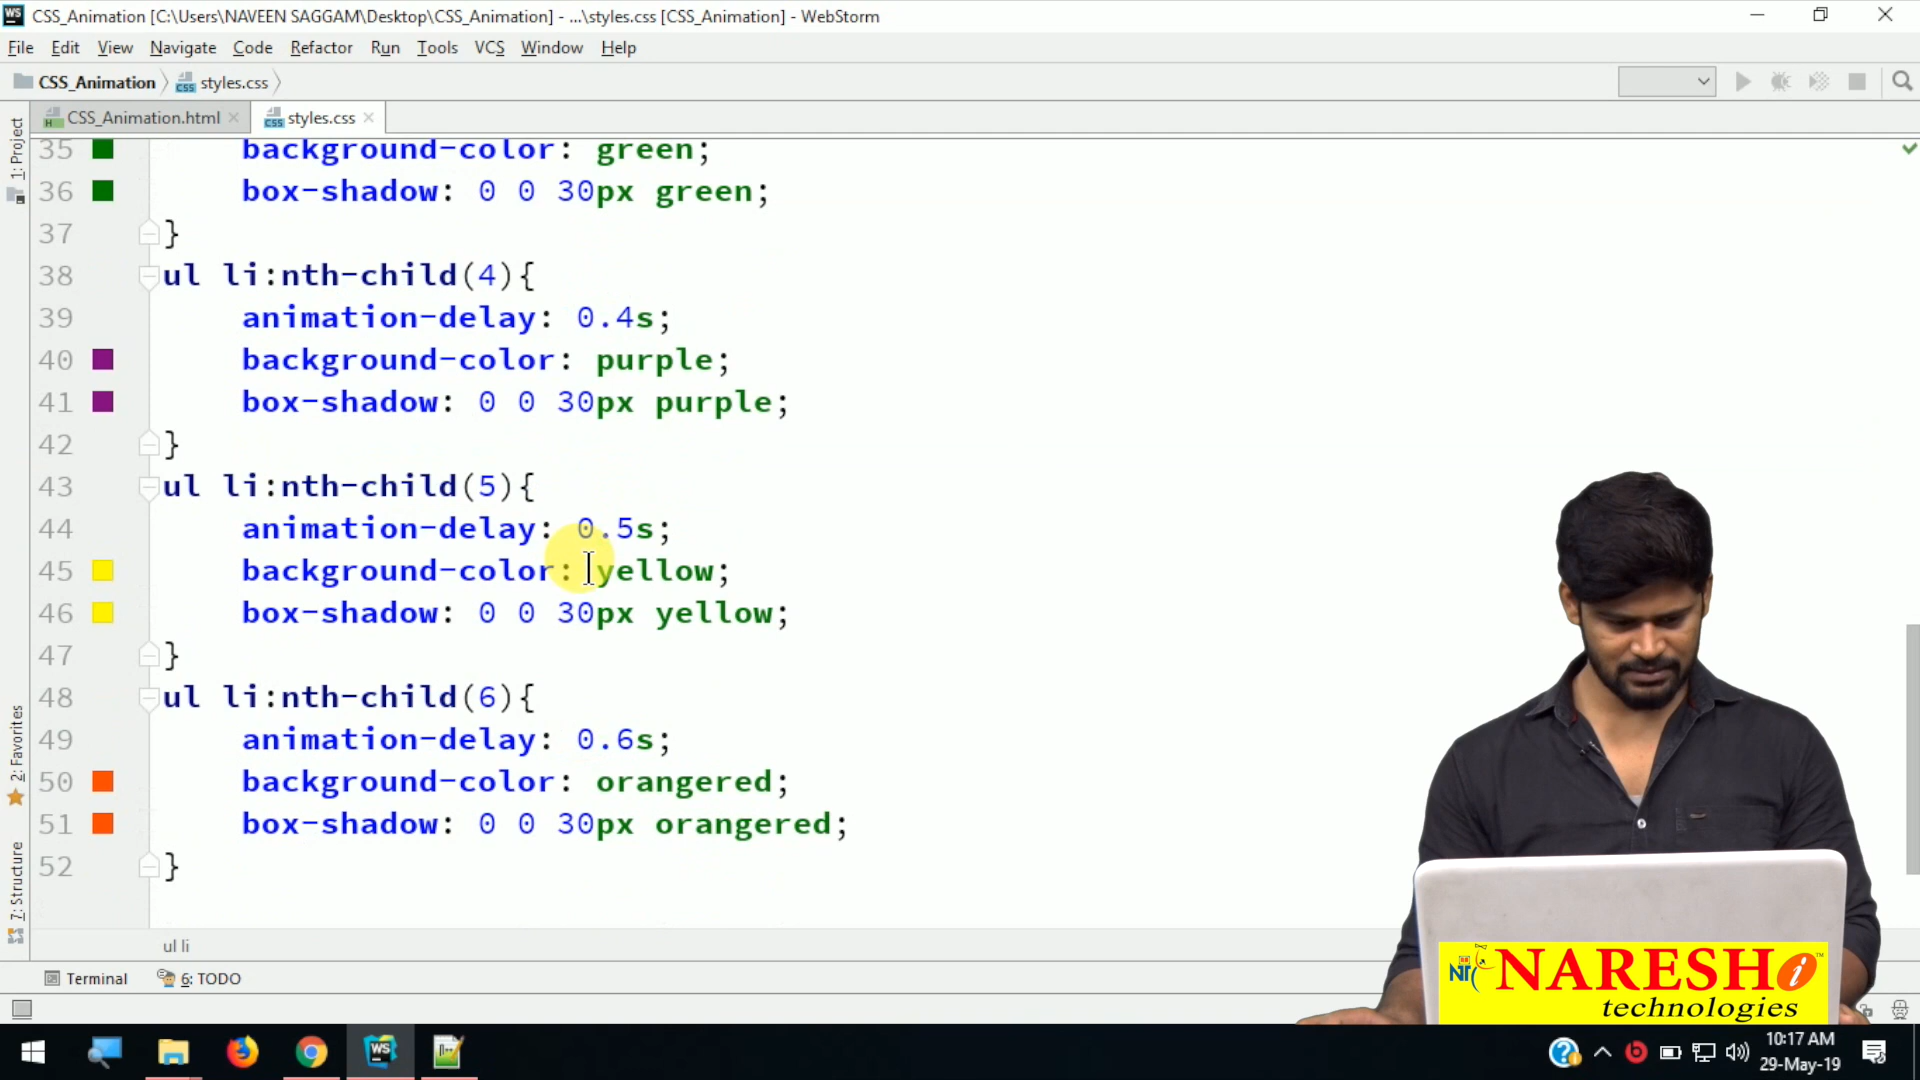 WS CSS_Animation [C:\Users\NAVEEN SAGGAM\Desktop\CSS_Animation] - ...\styles.css [CSS_Animation] - WebStorm
File Edit View Navigate Code Refactor Run Tools VCS Window Help
CSS_Animation styles.css
CSS_Animation.html styles.css
1: Project
2: Favorites
7: Structure
35 background-color: green;
36 box-shadow: 0 0 30px green;
37 }
38 ul li:nth-child(4){
39 animation-delay: 0.4s;
40 background-color: purple;
41 box-shadow: 0 0 30px purple;
42 }
43 ul li:nth-child(5){
44 animation-delay: 0.5s;
45 background-color: yellow;
46 box-shadow: 0 0 30px yellow;
47 }
48 ul li:nth-child(6){
49 animation-delay: 0.6s;
50 background-color: orangered;
51 box-shadow: 0 0 30px orangered;
52 }
ul li
Terminal 6: TODO
NARESHi
technologies
10:17 AM
29-May-19